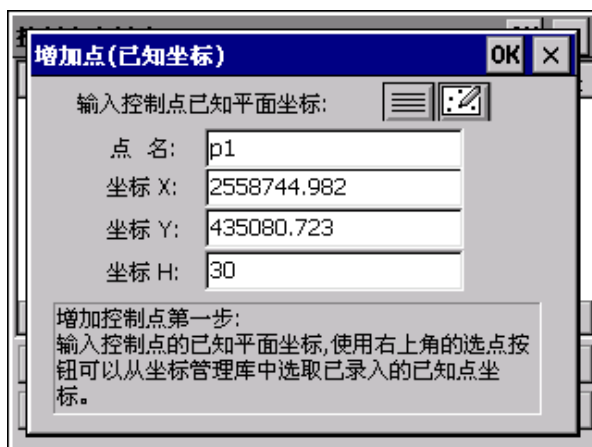 增加点(已知坐标)
OK
输入控制点已知平面坐标:
点 名: p1
坐标 X: 2558744.982
坐标 Y: 435080.723
坐标 H: 30
增加控制点第一步:
输入控制点的已知平面坐标,使用右上角的选点按
钮可以从坐标管理库中选取已录入的已知点坐
标。